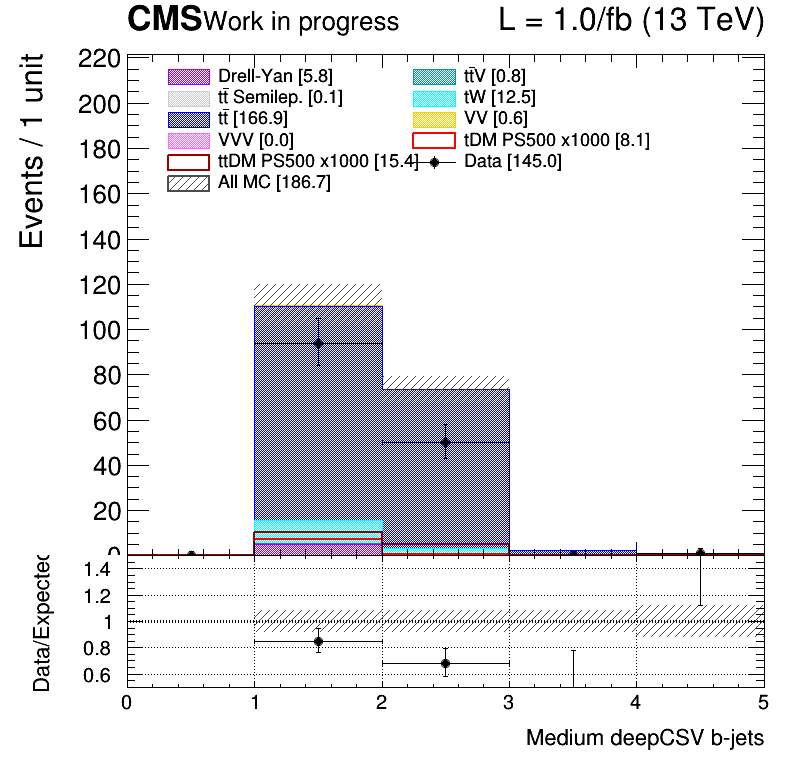 CMS Work in progress L = 1.0/fb (13 TeV)
Events / 1 unit
220
200
180
160
140
120
100
80
60
40
20
0
Drell-Yan [5.8]
tt̄ Semilep. [0.1]
tt̄ [166.9]
VVV [0.0]
ttDM PS500 x1000 [15.4]
All MC [186.7]
tt̄V [0.8]
tW [12.5]
VV [0.6]
tDM PS500 x1000 [8.1]
Data [145.0]
Data/Expected
1.4
1.2
1
0.8
0.6
0 1 2 3 4 5
Medium deepCSV b-jets